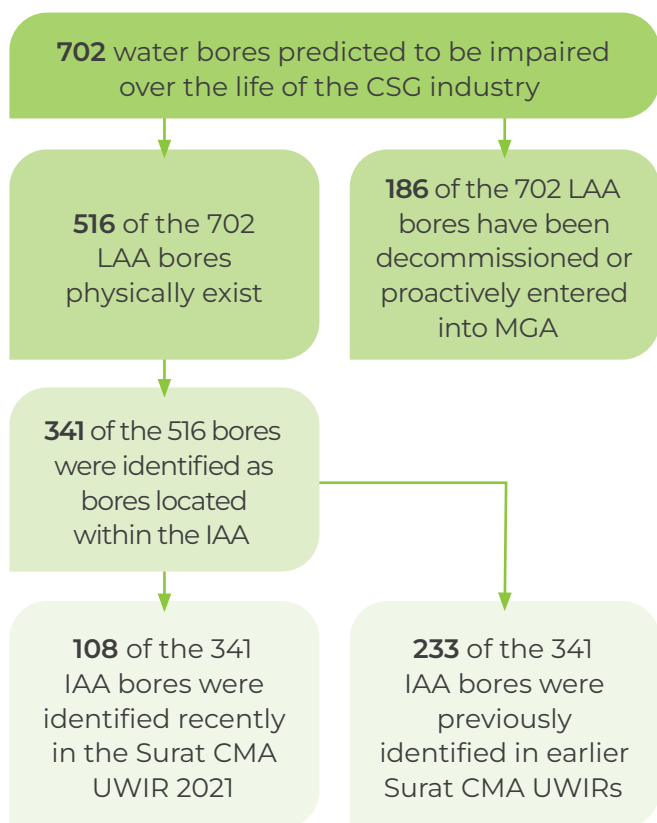 702 water bores predicted to be impaired
over the life of the CSG industry
516 of the 702
LAA bores
physically exist
186 of the 702 LAA
bores have been
decommissioned or
proactively entered
into MGA
341 of the 516 bores
were identified as
bores located
within the IAA
108 of the 341
IAA bores were
identified recently
in the Surat CMA
UWIR 2021
233 of the 341
IAA bores were
previously
identified in earlier
Surat CMA UWIRs